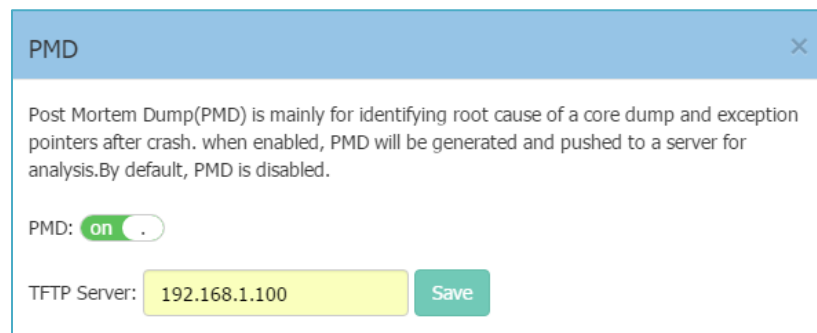 PMD ×
Post Mortem Dump(PMD) is mainly for identifying root cause of a core dump and exception
pointers after crash. when enabled, PMD will be generated and pushed to a server for
analysis.By default, PMD is disabled.
PMD: on .
TFTP Server: 192.168.1.100 Save